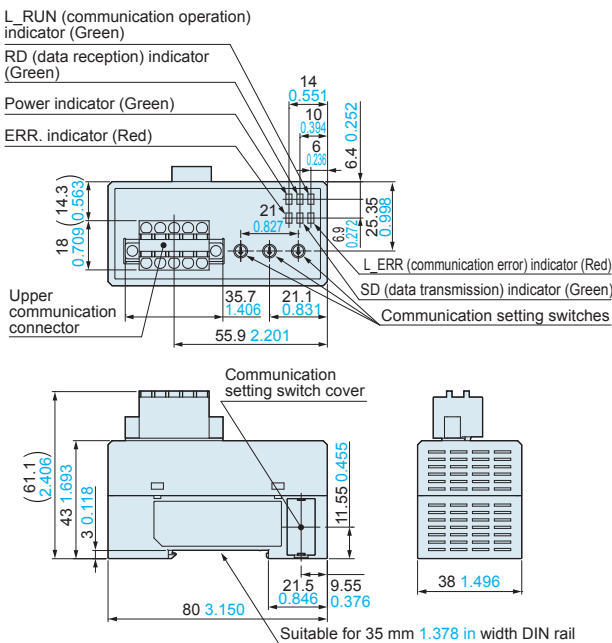 L_RUN (communication operation)
indicator (Green)
RD (data reception) indicator
(Green)
Power indicator (Green)
ERR. indicator (Red)
14
0.551
10
0.394
6
0.236
6.4 0.252
(14.3)
0.563
18
0.709
21
0.827
6.9
0.272
25.35
0.998
L_ERR (communication error) indicator (Red)
SD (data transmission) indicator (Green)
Communication setting switches
Upper
communication
connector
35.7
1.406
21.1
0.831
55.9 2.201
Communication
setting switch cover
(61.1)
2.406
43 1.693
3 0.118
11.55 0.455
21.5
0.846
9.55
0.376
80 3.150
38 1.496
Suitable for 35 mm 1.378 in width DIN rail